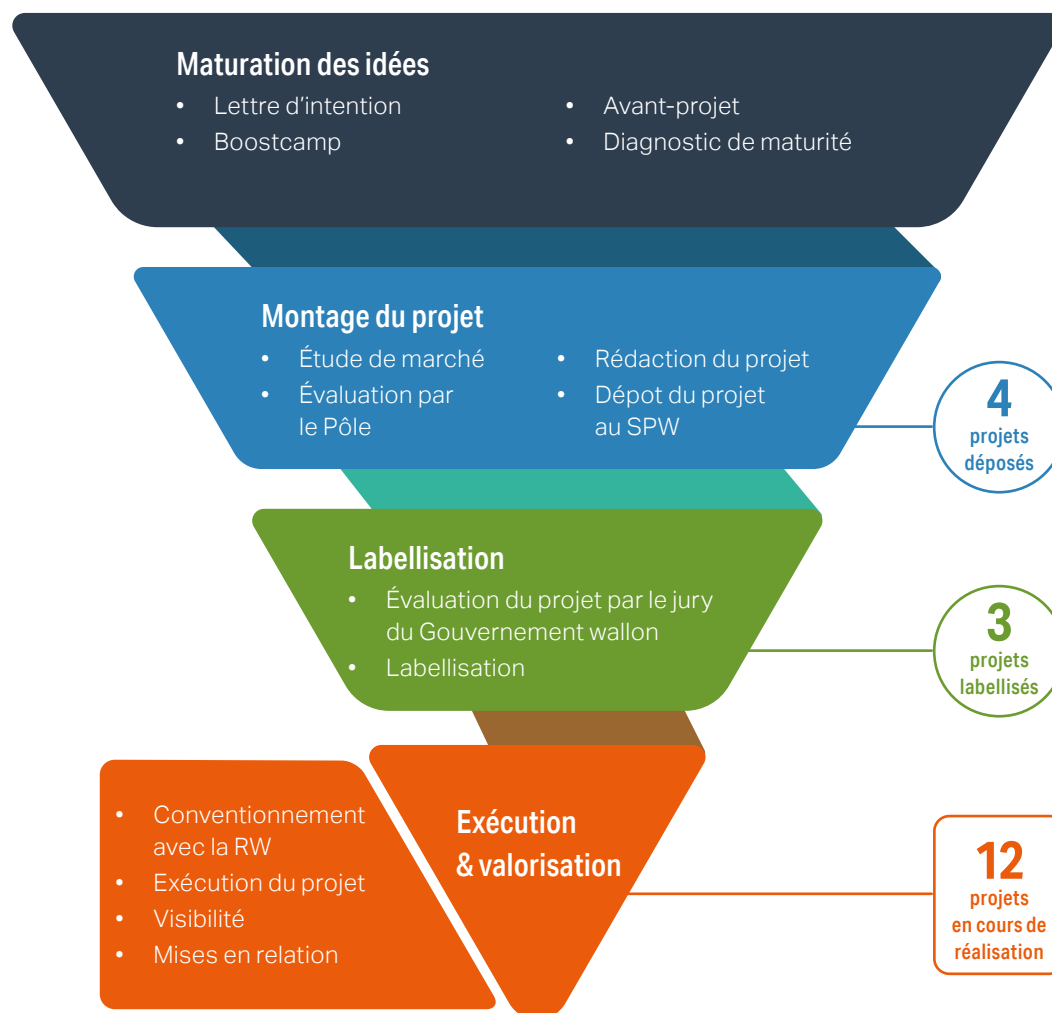 Maturation des idées
• Lettre d’intention
• Boostcamp
• Avant-projet
• Diagnostic de maturité
Montage du projet
• Étude de marché
• Évaluation par
le Pôle
• Rédaction du projet
• Dépot du projet
au SPW
4
projets
déposés
Labellisation
• Évaluation du projet par le jury
du Gouvernement wallon
• Labellisation
3
projets
labellisés
• Conventionnement
avec la RW
• Exécution du projet
• Visibilité
• Mises en relation
Exécution
& valorisation
12
projets
en cours de
réalisation